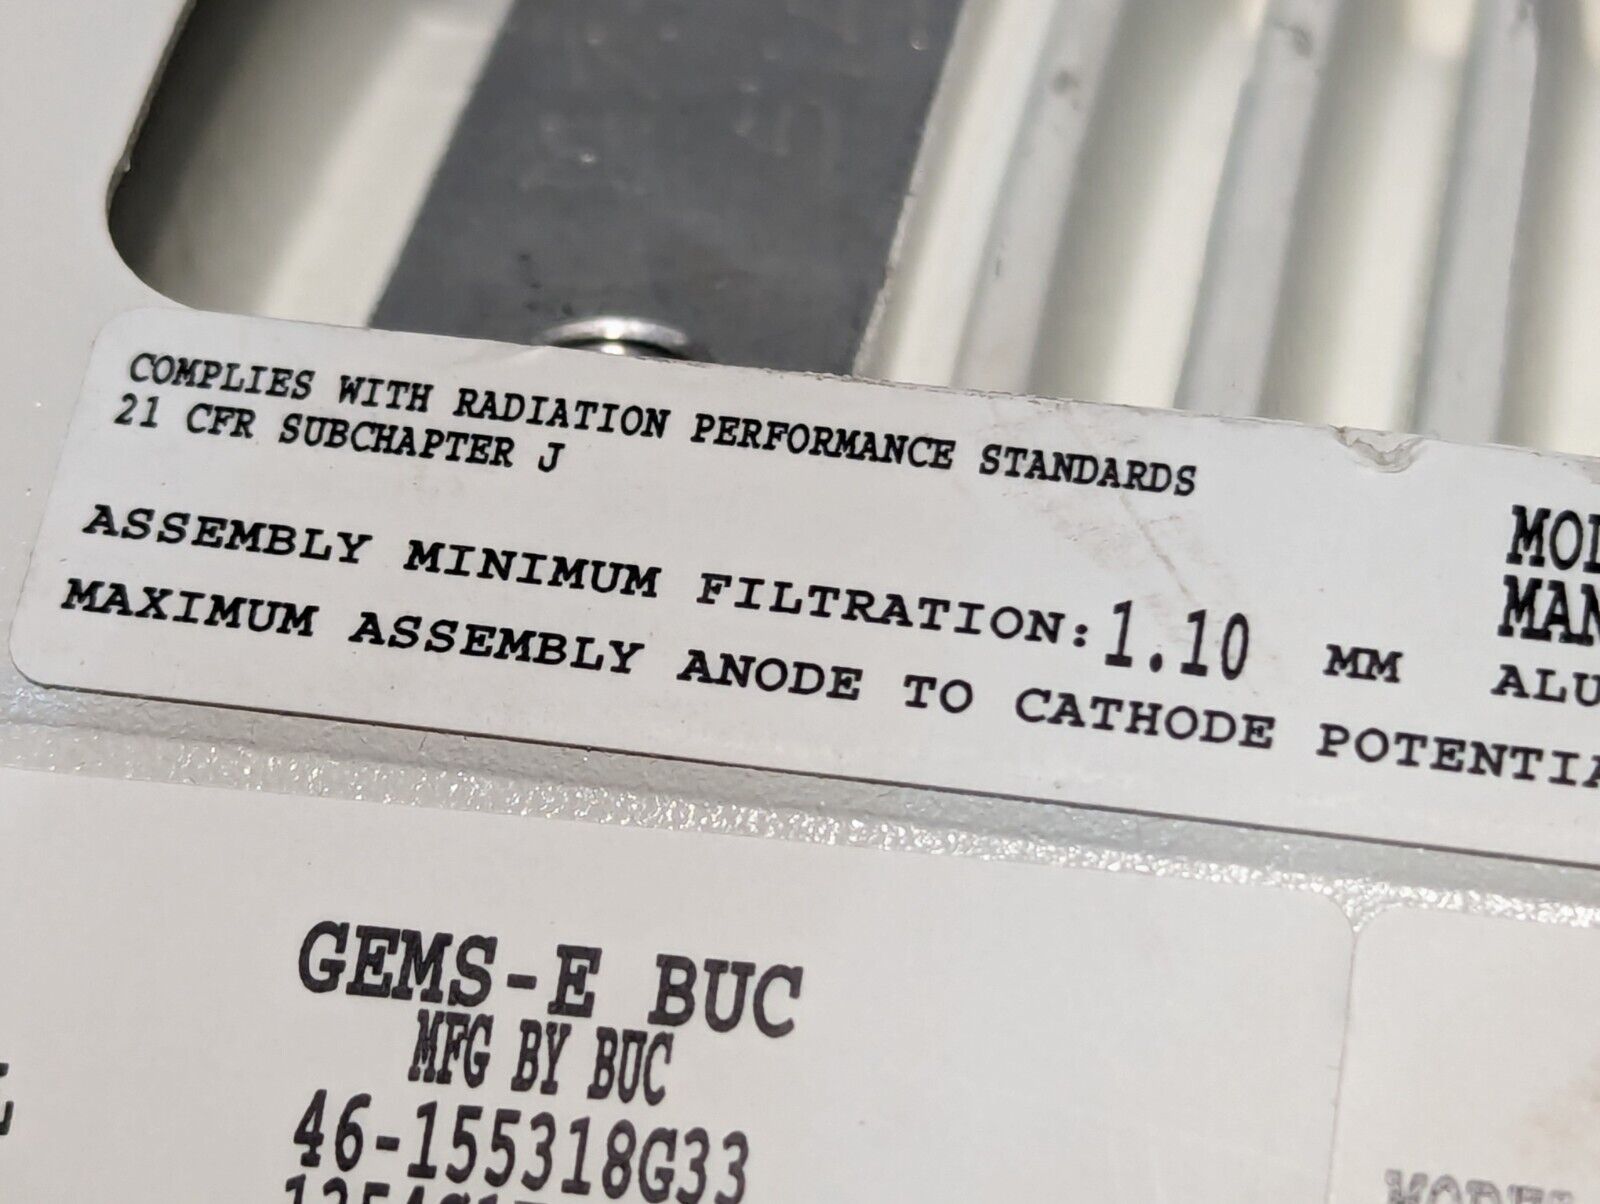 COMPLIES WITH RADIATION PERFORMANCE STANDARDS
21 CFR SUBCHAPTER J
ASSEMBLY MINIMUM FILTRATION: 1.10 MM
MAXIMUM ASSEMBLY ANODE TO CATHODE
GEMS-E BUC
MFG BY BUC
46-155318G33